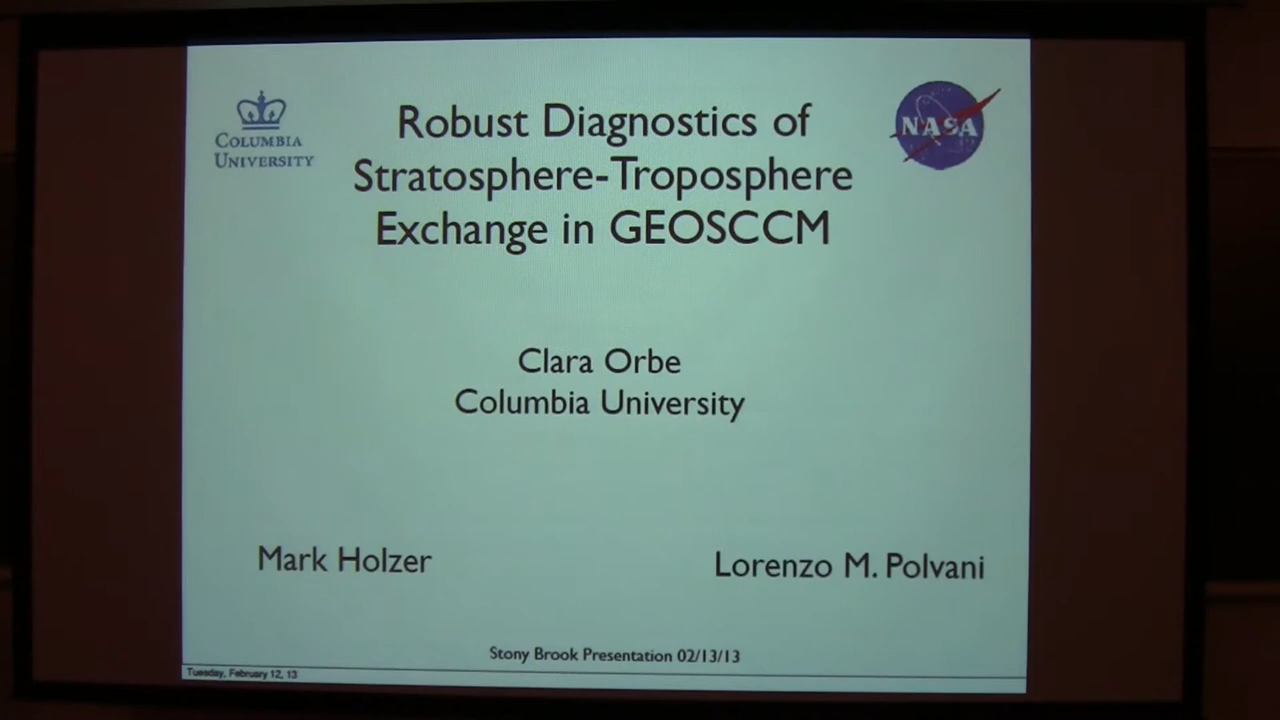 COLUMBIA
UNIVERSITY
Robust Diagnostics of
Stratosphere-Troposphere
Exchange in GEOSCCM
NASA
Clara Orbe
Columbia University
Mark Holzer
Lorenzo M. Polvani
Stony Brook Presentation 02/13/13
Tuesday, February 12, 13